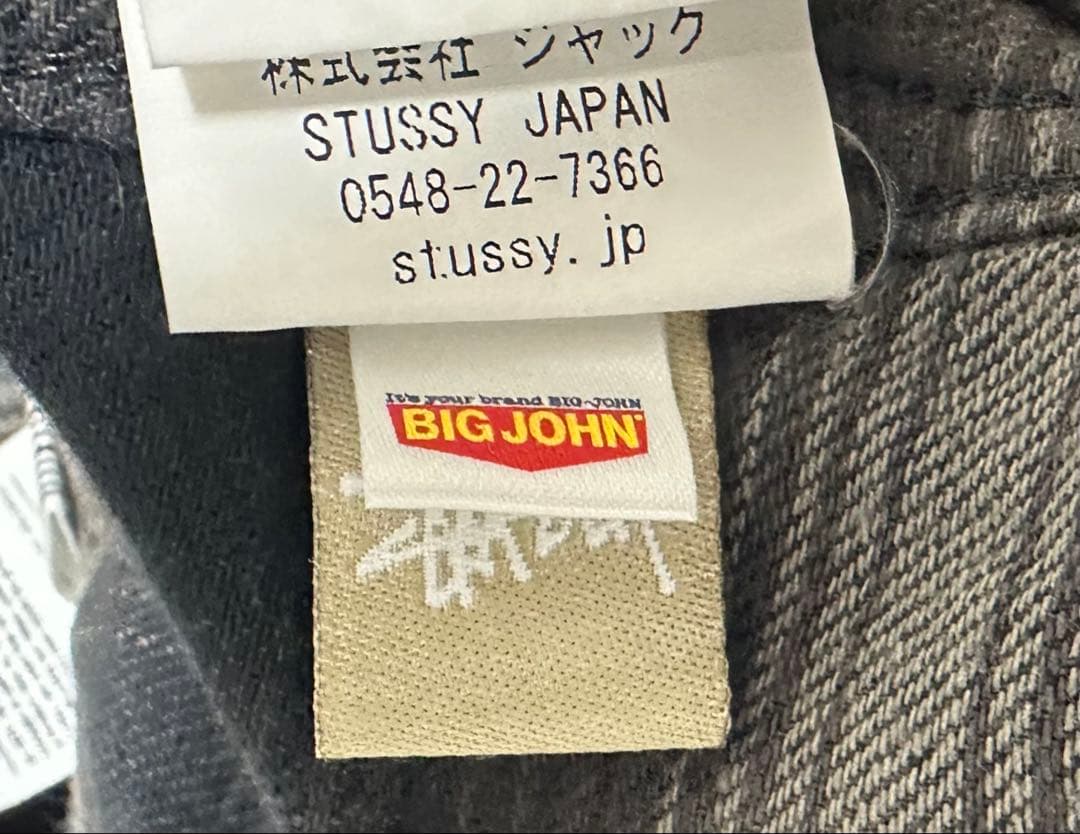 株式会社 ジャック
STUSSY JAPAN
0548-22-7366
stussy.jp
It's your brand BIG-JOHN
BIG JOHN